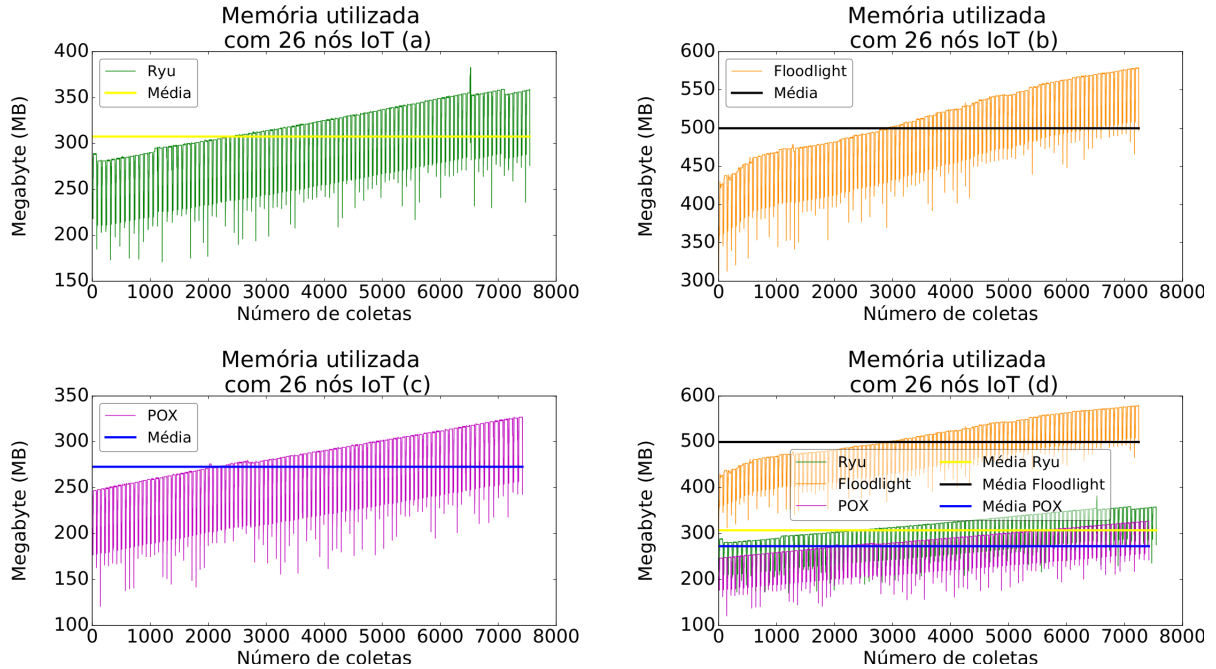 Memória utilizada
com 26 nós IoT (a)
400
350
300
250
200
150
Megabyte (MB)
Ryu
Média
0 1000 2000 3000 4000 5000 6000 7000 8000
Número de coletas
Memória utilizada
com 26 nós IoT (b)
600
550
500
450
400
350
300
Megabyte (MB)
Floodlight
Média
0 1000 2000 3000 4000 5000 6000 7000 8000
Número de coletas
Memória utilizada
com 26 nós IoT (c)
350
300
250
200
150
100
Megabyte (MB)
POX
Média
0 1000 2000 3000 4000 5000 6000 7000 8000
Número de coletas
Memória utilizada
com 26 nós IoT (d)
600
500
400
300
200
100
Megabyte (MB)
Ryu
Floodlight
POX
Média Ryu
Média Floodlight
Média POX
0 1000 2000 3000 4000 5000 6000 7000 8000
Número de coletas